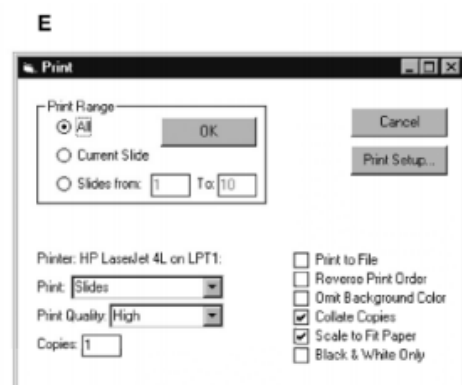 E
Print
Print Range
All
OK
Current Slide
Slides from: 1 To: 10
Cancel
Print Setup...
Printer: HP LaserJet 4L on LPT1:
Print: Slides
Print Quality: High
Copies: 1
Print to File
Reverse Print Order
Omit Background Color
Collate Copies
Scale to Fit Paper
Black & White Only